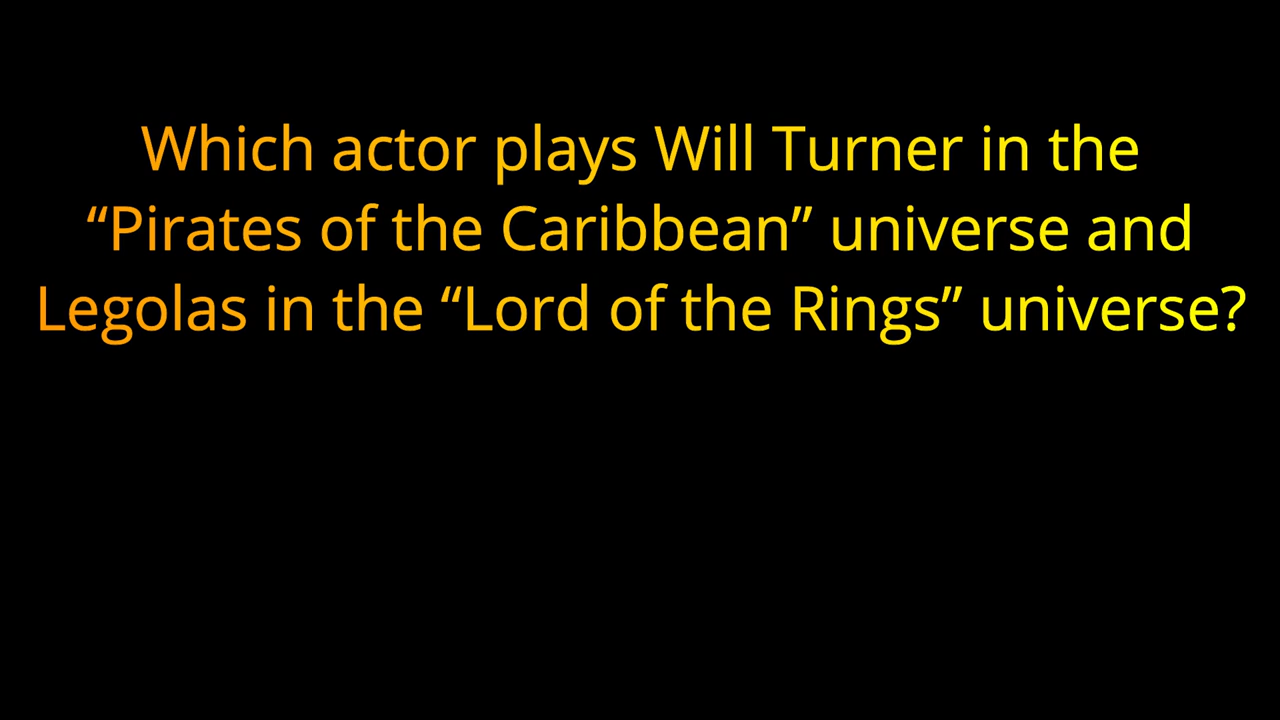 Which actor plays Will Turner in the
“Pirates of the Caribbean” universe and
Legolas in the “Lord of the Rings” universe?